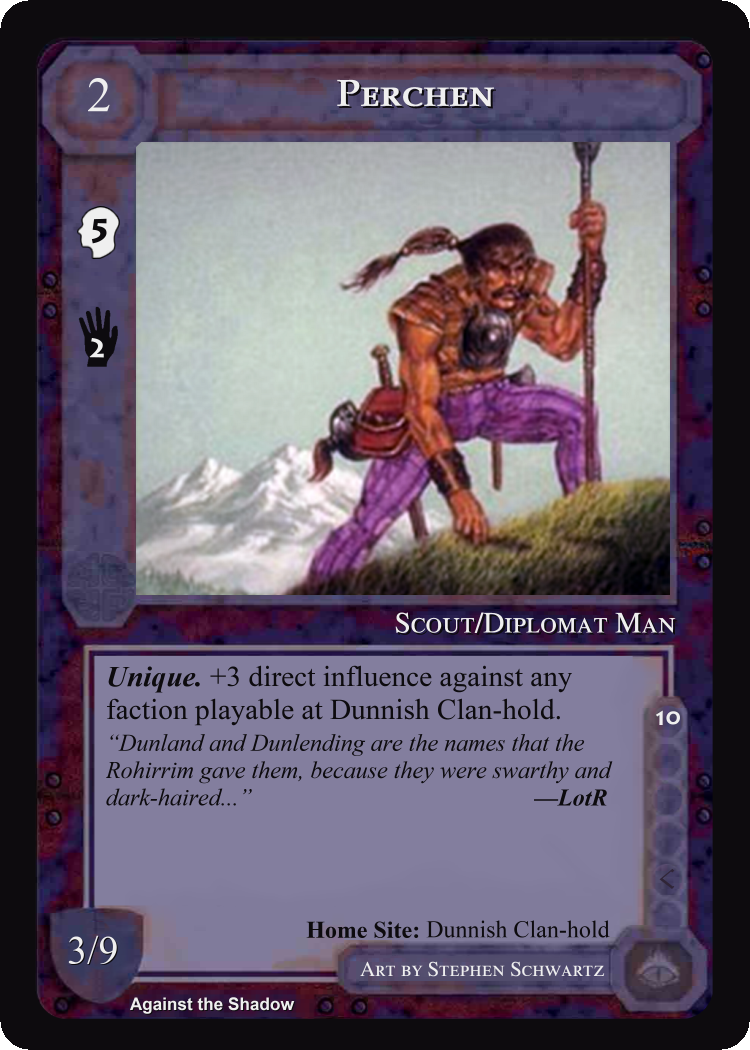 2
PERCHEN
5
2
SCOUT/DIPLOMAT MAN
Unique. +3 direct influence against any
faction playable at Dunnish Clan-hold.
“Dunland and Dunlending are the names that the
Rohirrim gave them, because they were swarthy and
dark-haired...” —LotR
10
<
Home Site: Dunnish Clan-hold
3/9
ART BY STEPHEN SCHWARTZ
Against the Shadow